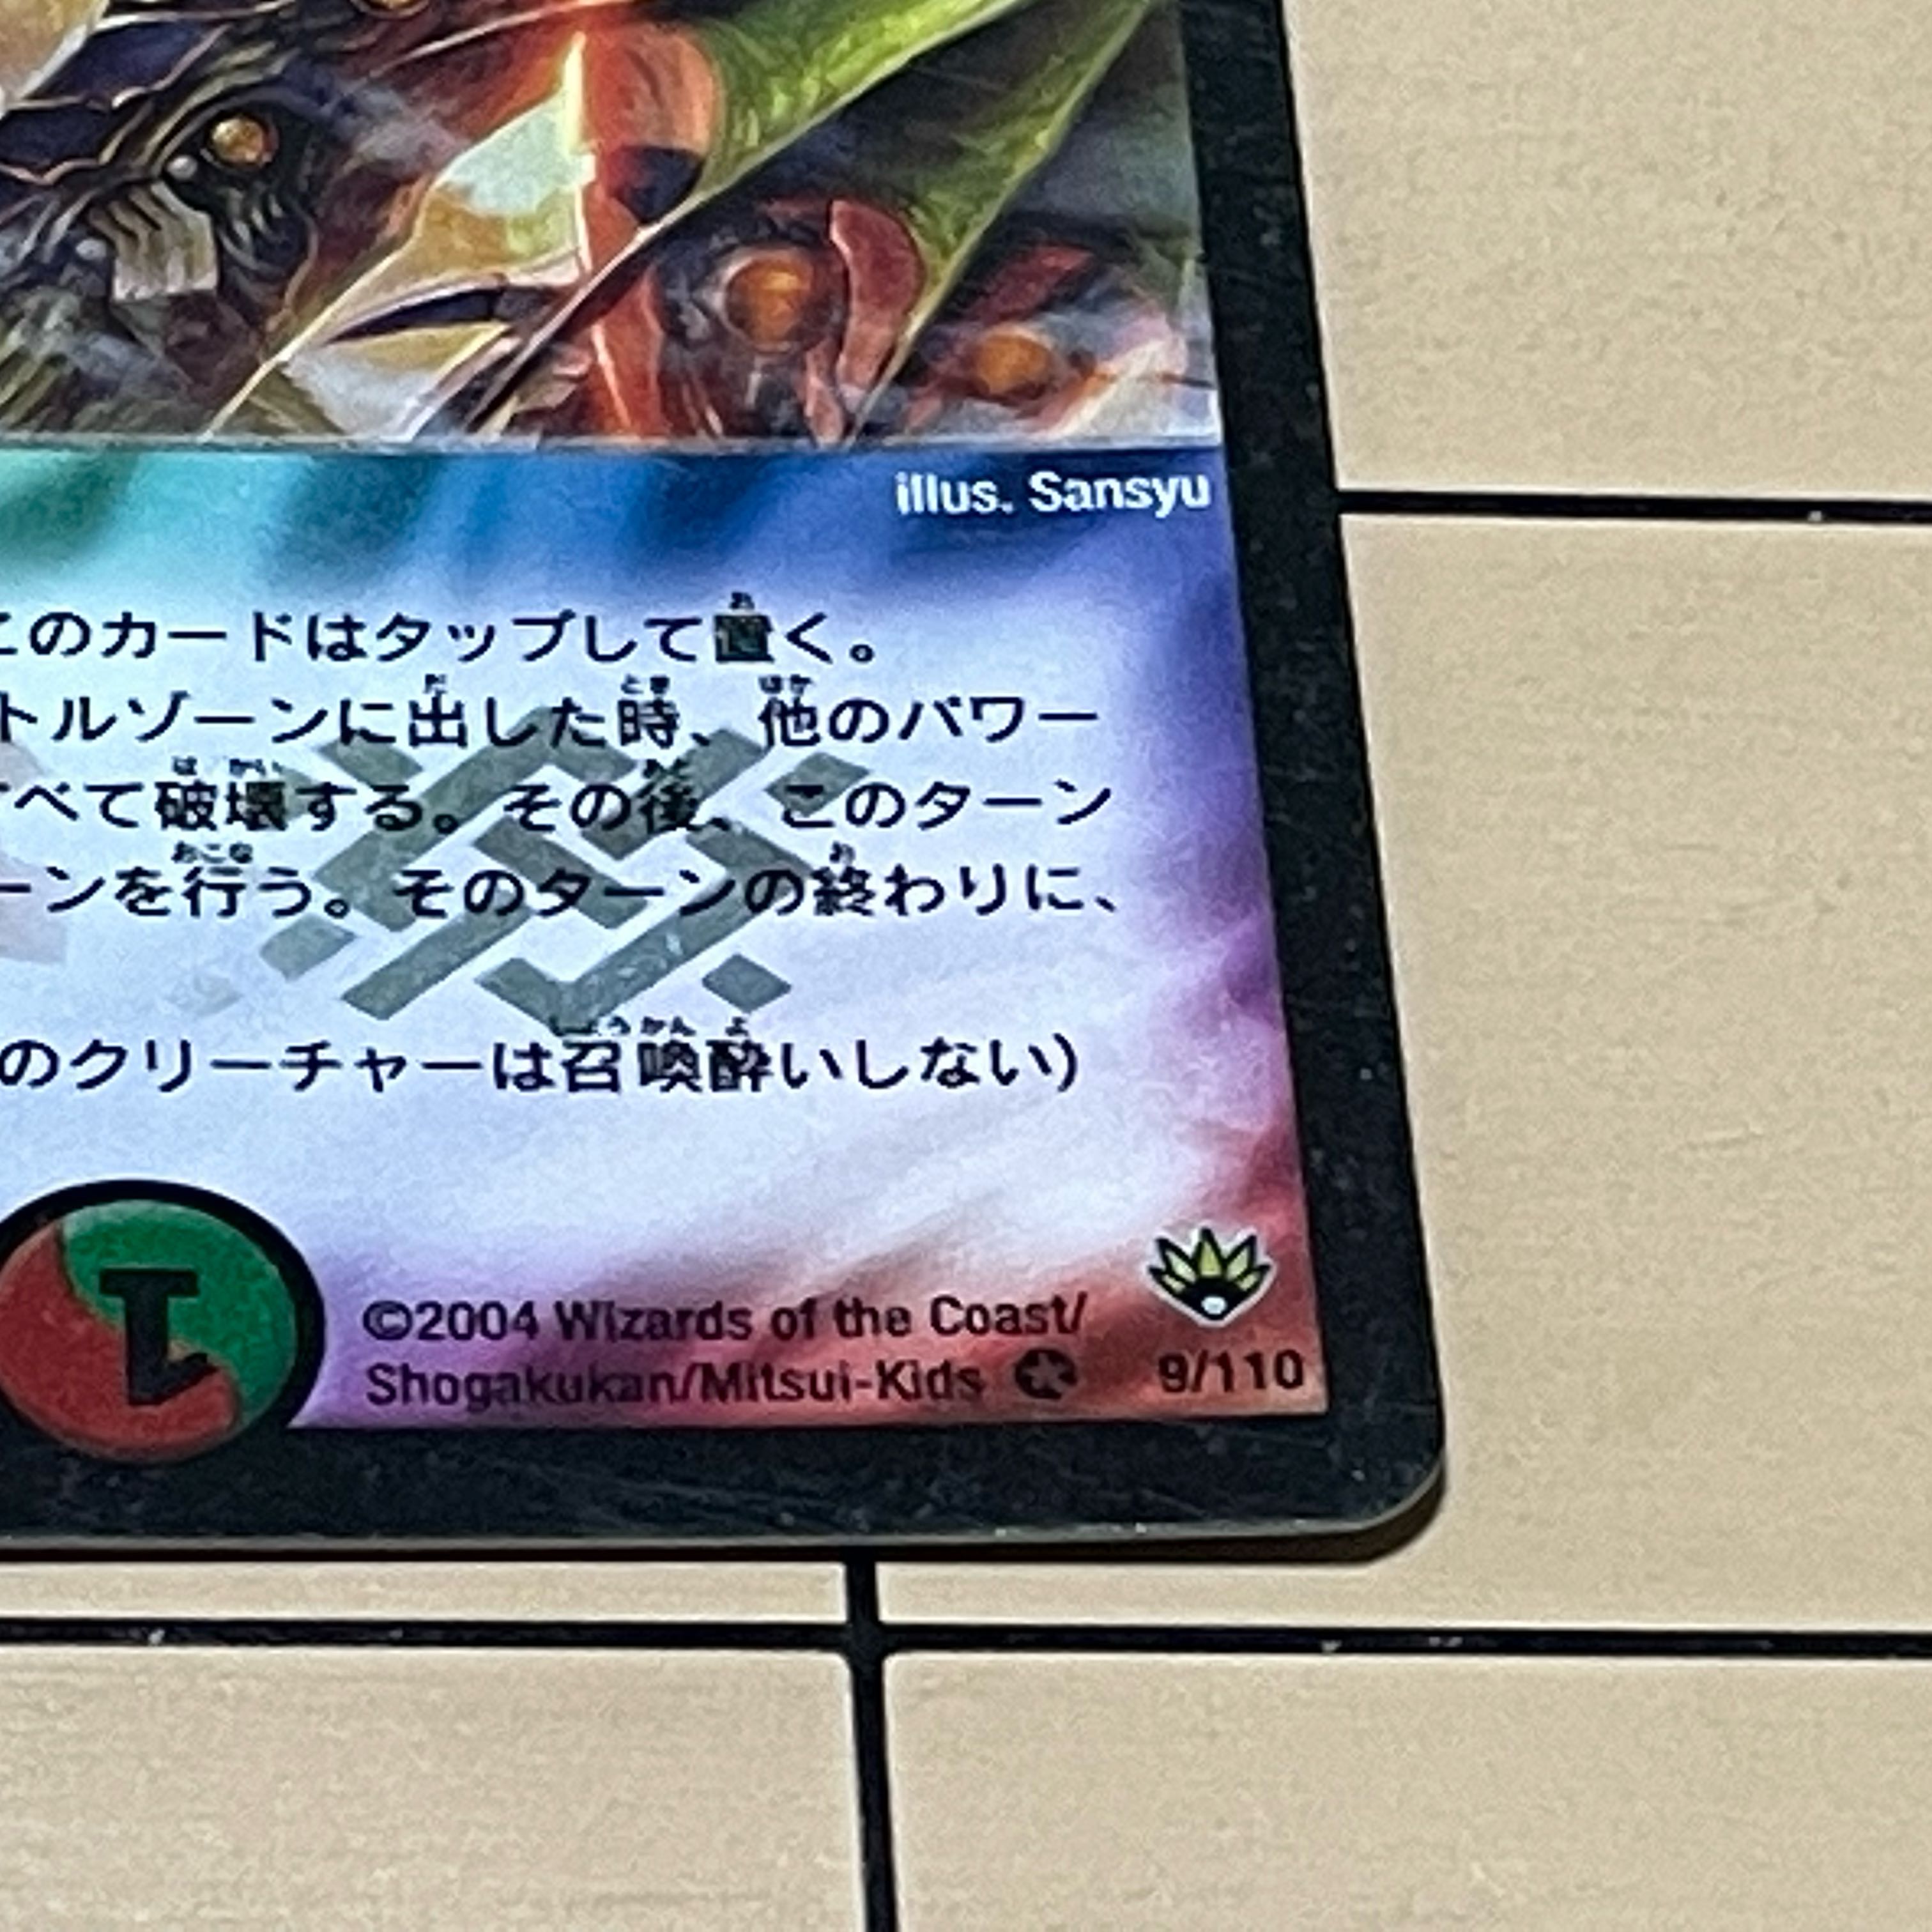 illus. Sansyu
このカードはタップして置く。
トルゾーンに出した時、他のパワー
べて破壊する。その後、このターン
ーンを行う。そのターンの終わりに、
のクリーチャーは召喚酔いしない)
©2004 Wizards of the Coast/
Shogakukan/Mitsui-Kids
9/110